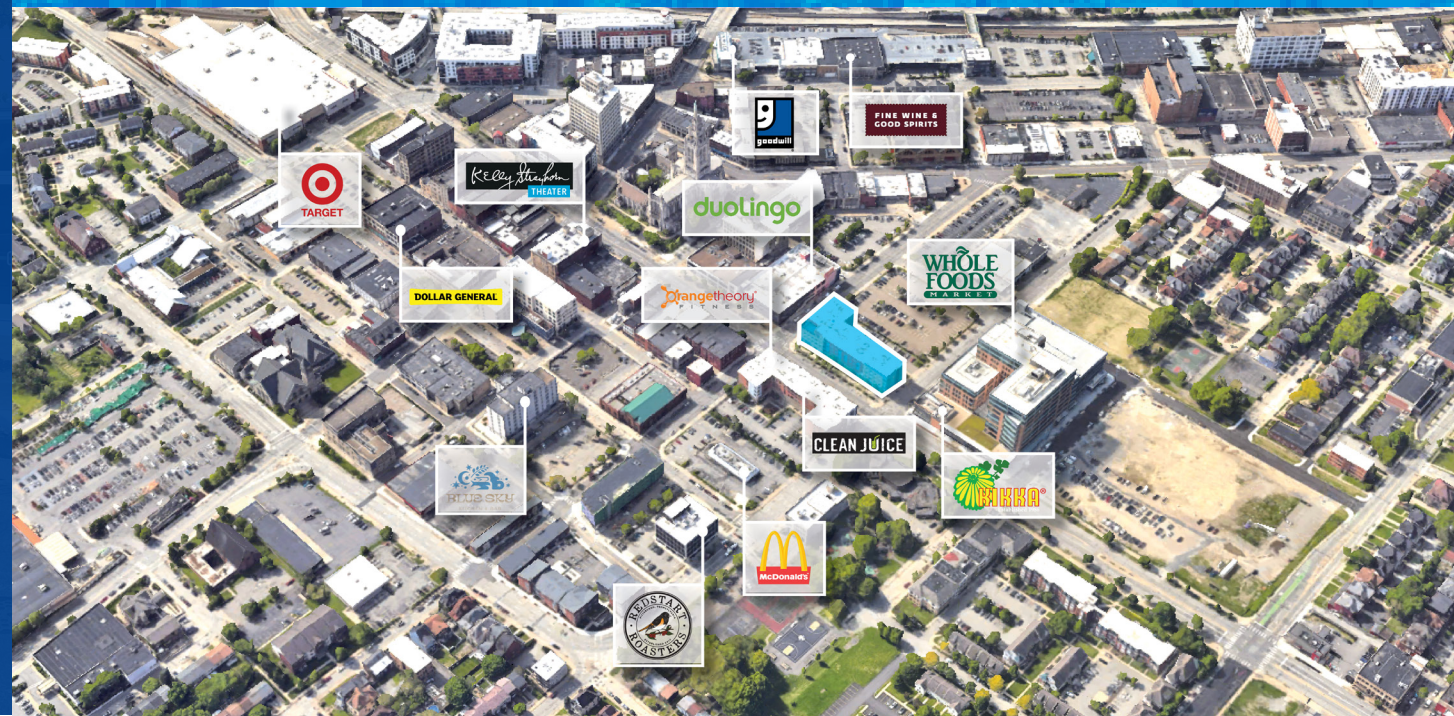 goodwill
FINE WINE &
GOOD SPIRITS
Kelly Strayhorn
THEATER
TARGET
duolingo
WHOLE
FOODS
MARKET
DOLLAR GENERAL
Orangetheory
FITNESS
CLEAN JUICE
BLUE SKY
KIKKA®
McDonald's
REDSTART
ROASTERS